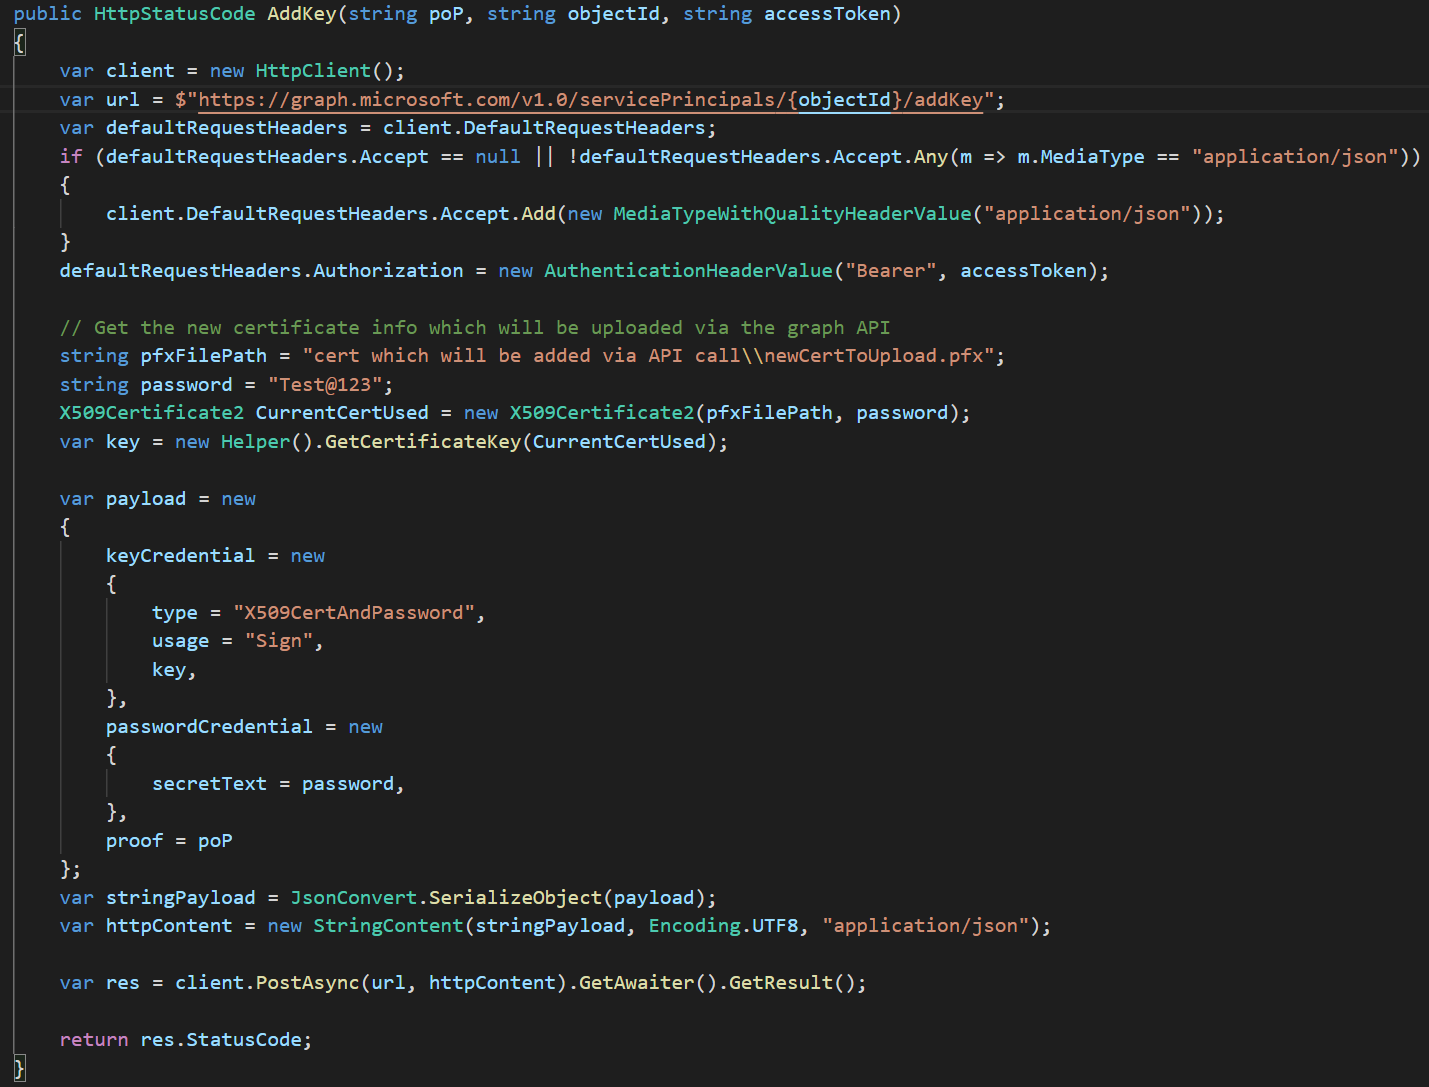 public HttpStatusCode AddKey(string poP, string objectId, string accessToken)
{
    var client = new HttpClient();
    var url = $"https://graph.microsoft.com/v1.0/servicePrincipals/{objectId}/addKey";
    var defaultRequestHeaders = client.DefaultRequestHeaders;
    if (defaultRequestHeaders.Accept == null || !defaultRequestHeaders.Accept.Any(m => m.MediaType == "application/json"))
    {
        client.DefaultRequestHeaders.Accept.Add(new MediaTypeWithQualityHeaderValue("application/json"));
    }
    defaultRequestHeaders.Authorization = new AuthenticationHeaderValue("Bearer", accessToken);

    // Get the new certificate info which will be uploaded via the graph API
    string pfxFilePath = "cert which will be added via API call\\newCertToUpload.pfx";
    string password = "Test@123";
    X509Certificate2 CurrentCertUsed = new X509Certificate2(pfxFilePath, password);
    var key = new Helper().GetCertificateKey(CurrentCertUsed);

    var payload = new
    {
        keyCredential = new
        {
            type = "X509CertAndPassword",
            usage = "Sign",
            key,
        },
        passwordCredential = new
        {
            secretText = password,
        },
        proof = poP
    };
    var stringPayload = JsonConvert.SerializeObject(payload);
    var httpContent = new StringContent(stringPayload, Encoding.UTF8, "application/json");

    var res = client.PostAsync(url, httpContent).GetAwaiter().GetResult();

    return res.StatusCode;
}